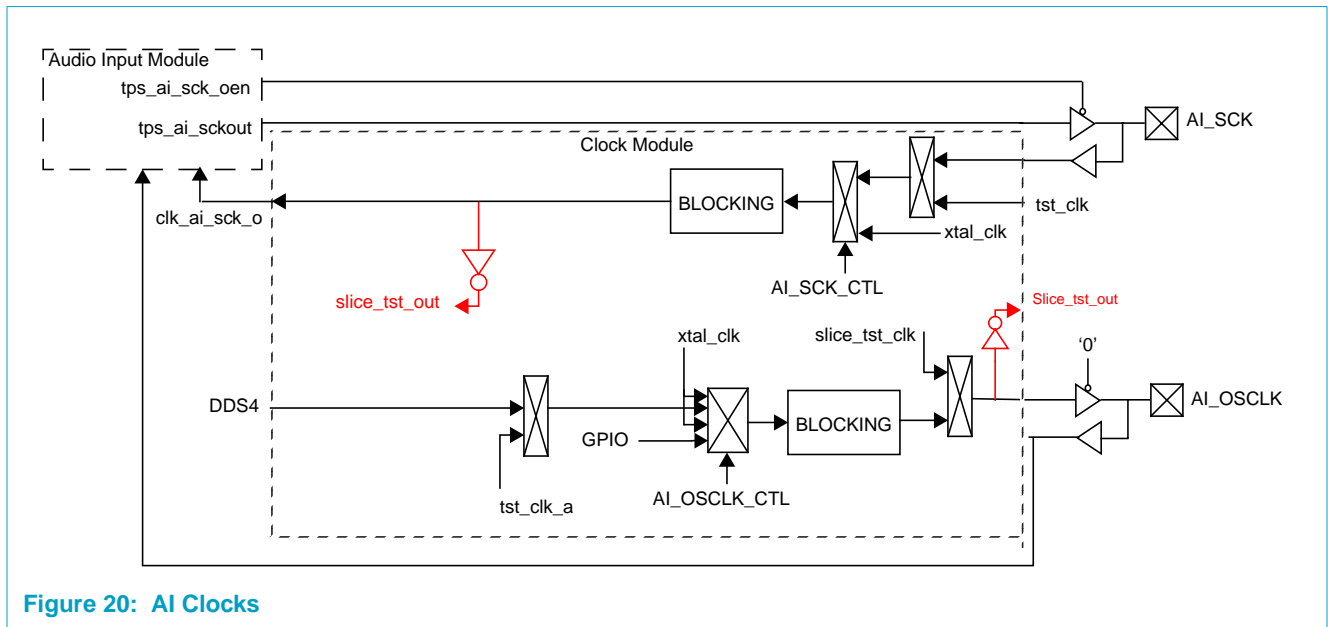 Audio Input Module
tps_ai_sck_oen
tps_ai_sckout
AI_SCK
Clock Module
BLOCKING
tst_clk
clk_ai_sck_o
xtal_clk
AI_SCK_CTL
slice_tst_out
Slice_tst_out
xtal_clk
slice_tst_clk
'0'
DDS4
AI_OSCLK
GPIO
BLOCKING
tst_clk_a
AI_OSCLK_CTL
Figure 20: AI Clocks